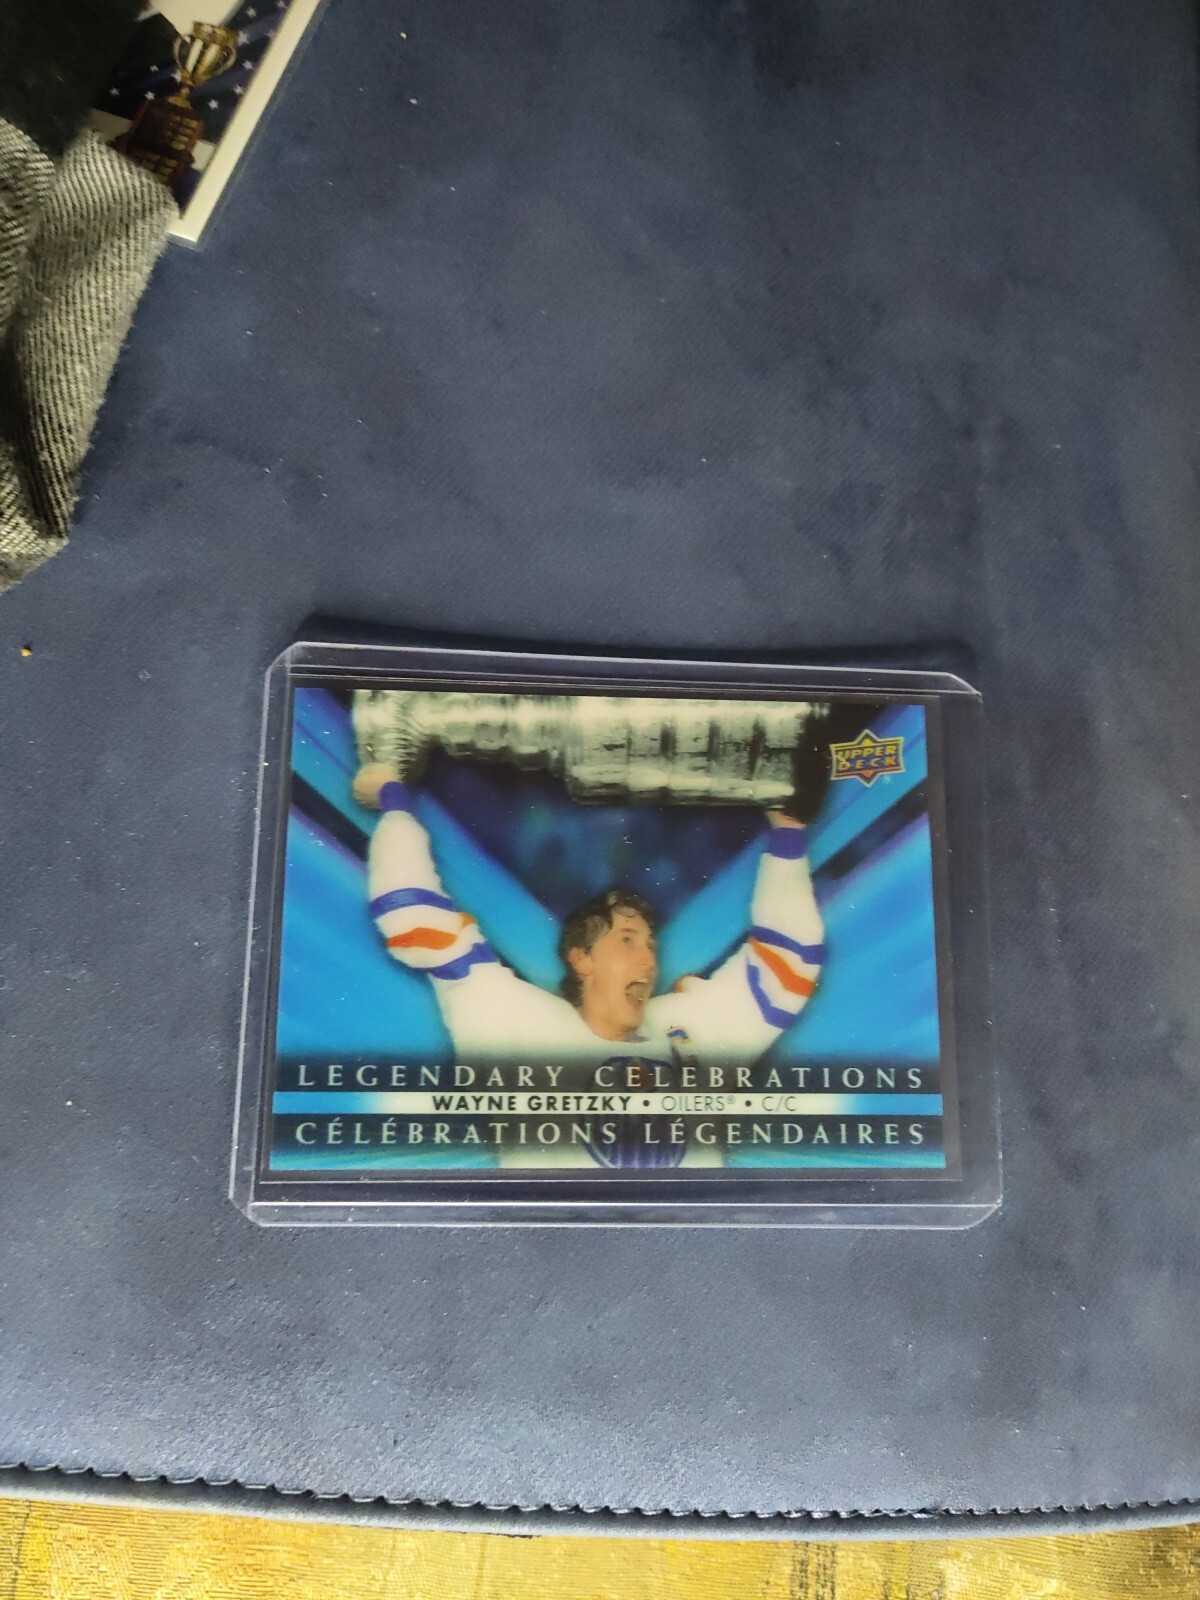 UPPER
DECK
LEGENDARY CELEBRATIONS
WAYNE GRETZKY • OILERS® • C/C
CÉLÉBRATIONS LÉGENDAIRES